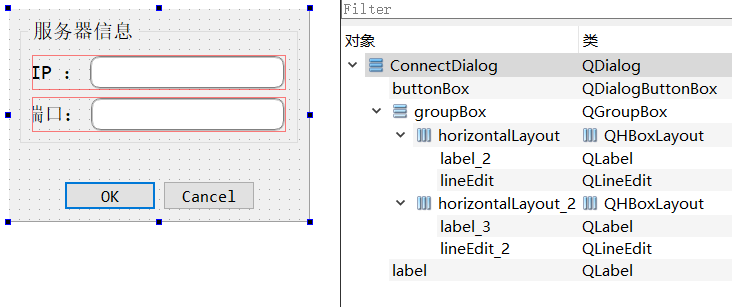 服务器信息
IP :
端口:
OK Cancel
Filter
对象 类
ConnectDialog QDialog
buttonBox QDialogButtonBox
groupBox QGroupBox
horizontalLayout QHBoxLayout
label_2 QLabel
lineEdit QLineEdit
horizontalLayout_2 QHBoxLayout
label_3 QLabel
lineEdit_2 QLineEdit
label QLabel